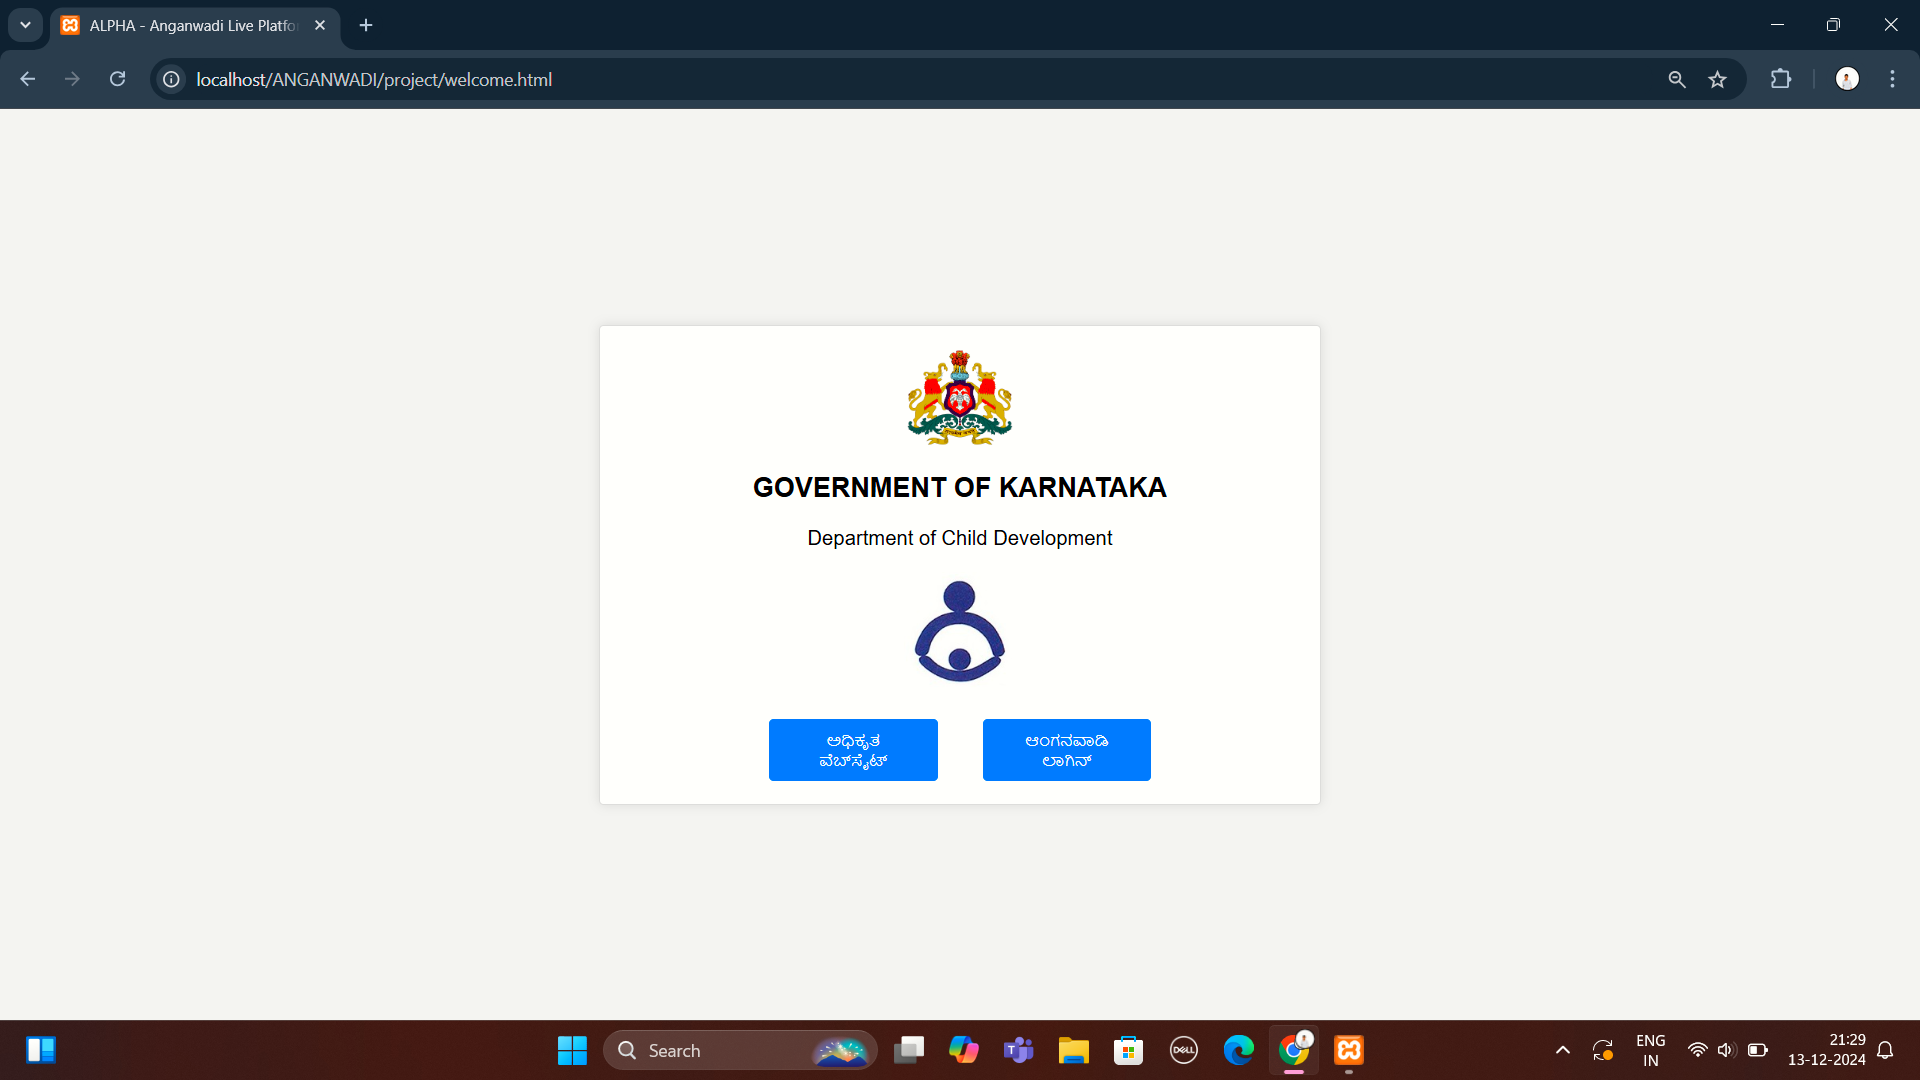 ALPHA - Anganwadi Live Platfo
localhost/ANGANWADI/project/welcome.html
GOVERNMENT OF KARNATAKA
Department of Child Development
ಅಧಿಕೃತ
ವೆಬ್‌ಸೈಟ್
ಆಂಗನವಾಡಿ
ಲಾಗಿನ್
Search
DELL
ENG
IN
21:29
13-12-2024